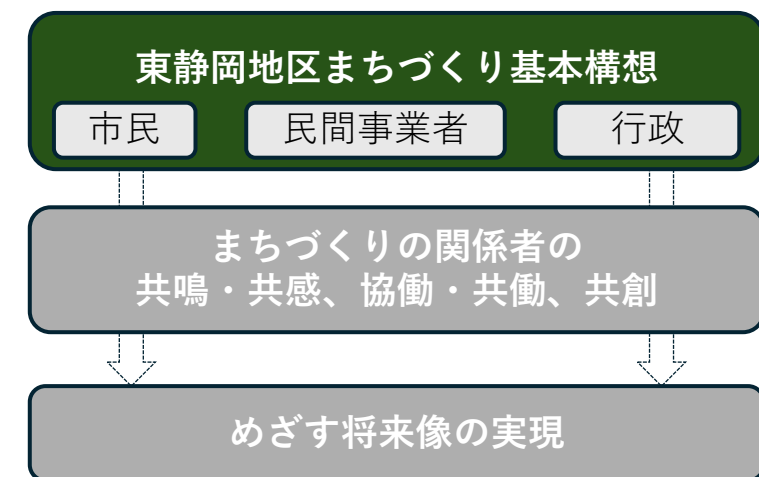 東静岡地区まちづくり基本構想
市民 民間事業者 行政
まちづくりの関係者の
共鳴・共感、協働・共働、共創
めざす将来像の実現